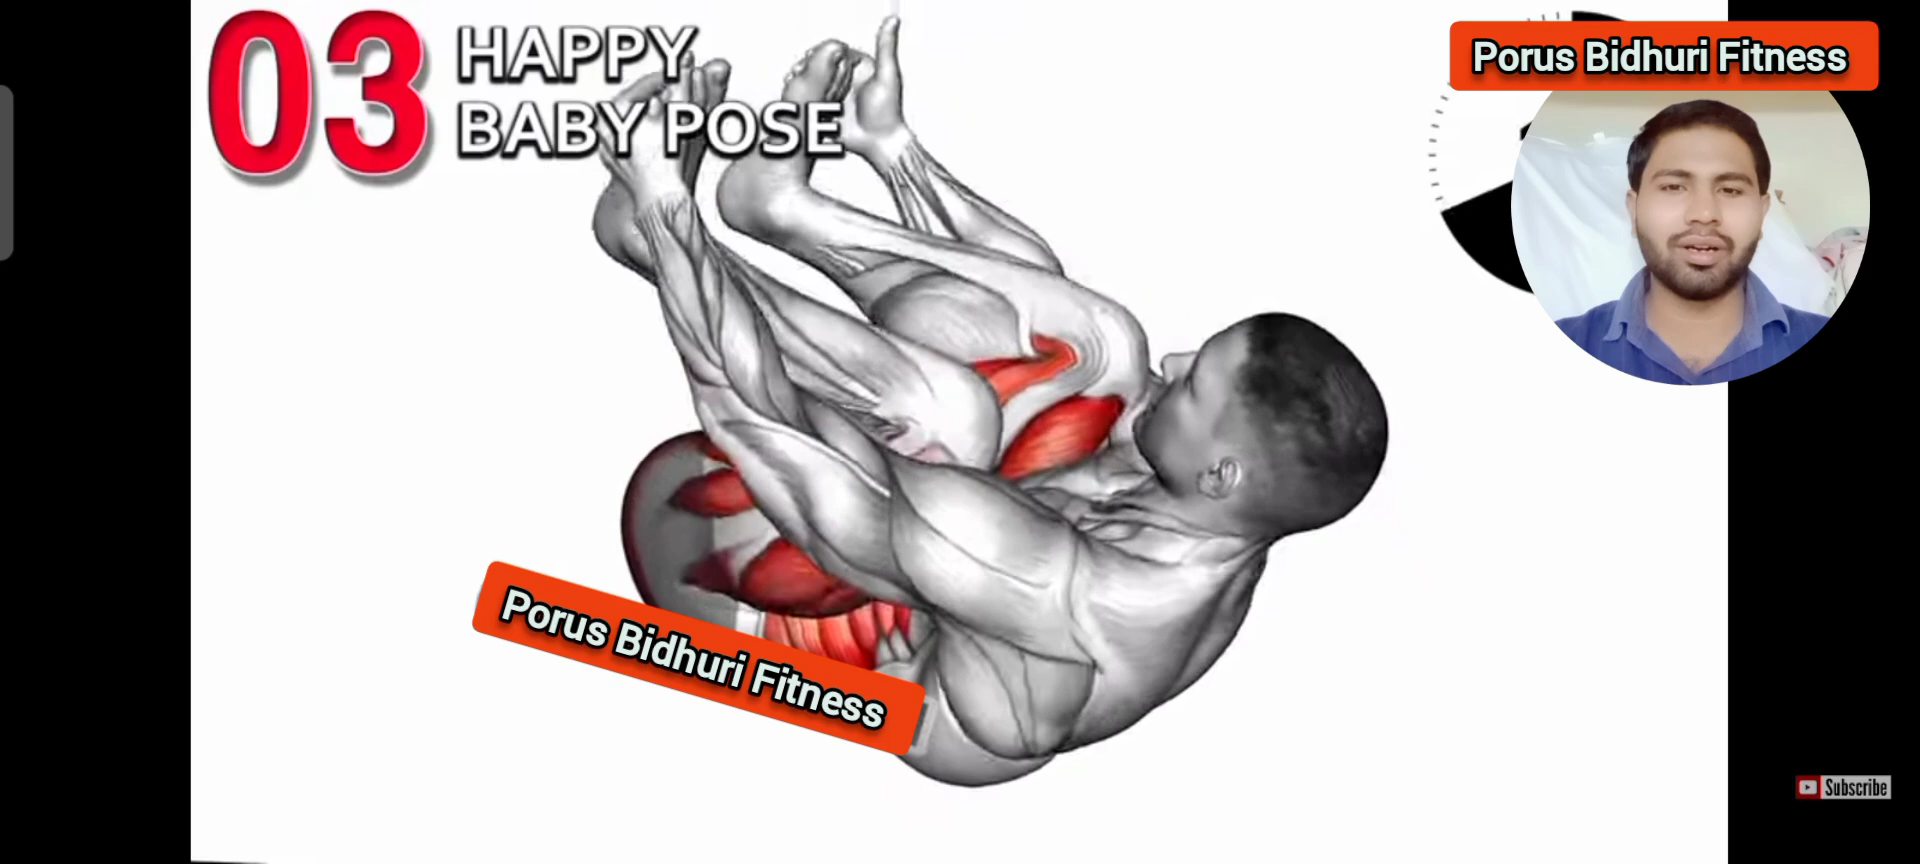 03
HAPPY
BABY POSE
Porus Bidhuri Fitness
Porus Bidhuri Fitness
Subscribe